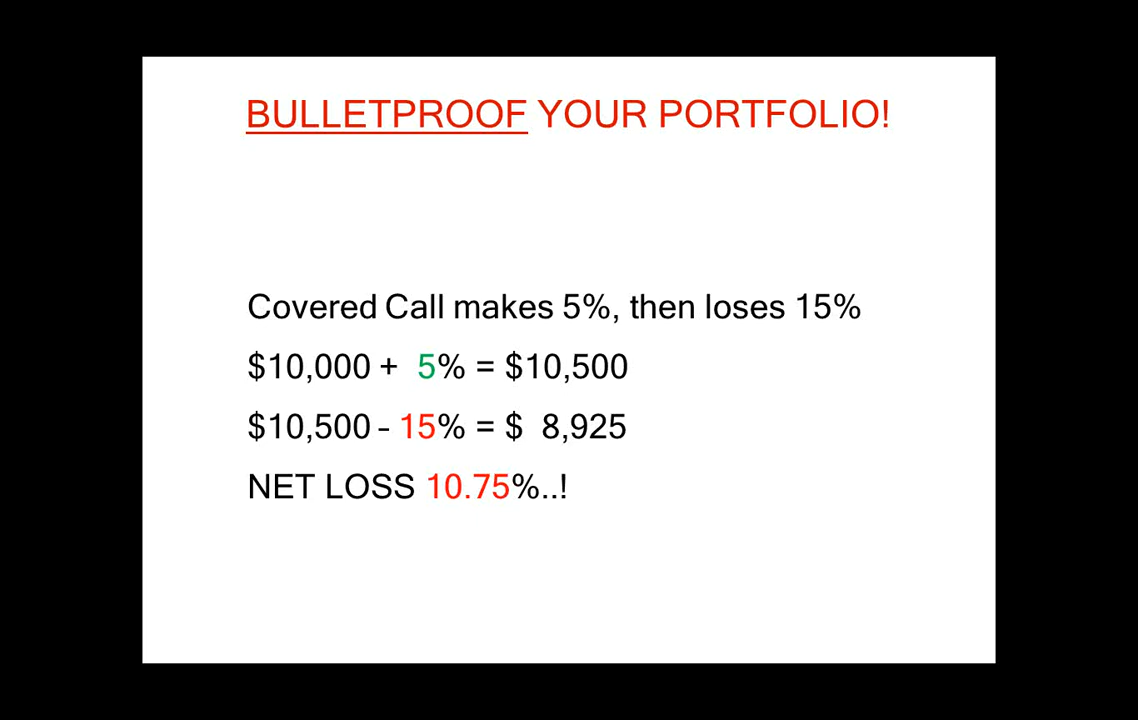 BULLETPROOF YOUR PORTFOLIO!
Covered Call makes 5%, then loses 15%
$10,000 + 5% = $10,500
$10,500 - 15% = $ 8,925
NET LOSS 10.75%..!